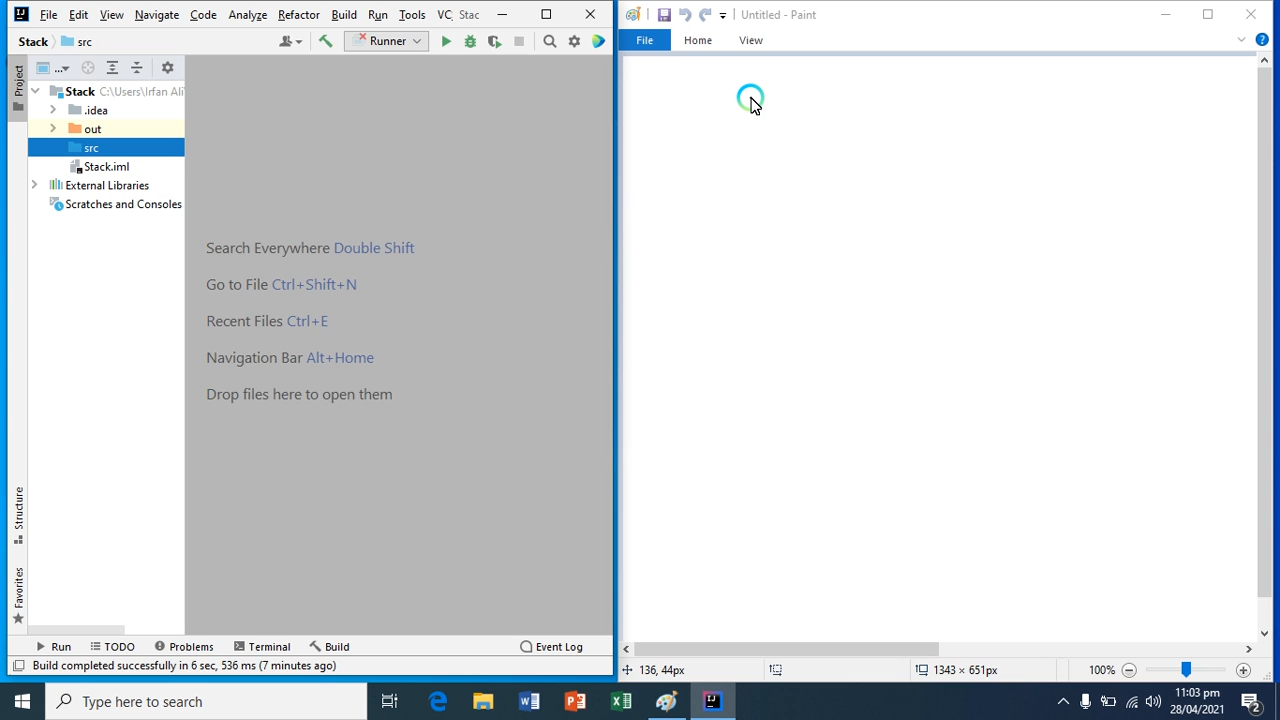 File Edit View Navigate Code Analyze Refactor Build Run Tools VC Stac
Stack src
Runner
Project
...
Stack C:\Users\Irfan Ali
.idea
out
src
Stack.iml
External Libraries
Scratches and Consoles
Search Everywhere Double Shift
Go to File Ctrl+Shift+N
Recent Files Ctrl+E
Navigation Bar Alt+Home
Drop files here to open them
Structure
Favorites
Run TODO Problems Terminal Build Event Log
Build completed successfully in 6 sec, 536 ms (7 minutes ago)
Untitled - Paint
File Home View
136, 44px 1343 × 651px 100%
Type here to search
11:03 pm
28/04/2021
2